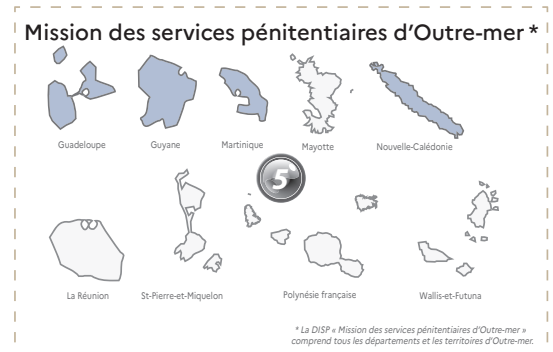 Mission des services pénitentiaires d'Outre-mer *
Guadeloupe
Guyane
Martinique
Mayotte
Nouvelle-Calédonie
5
La Réunion
St-Pierre-et-Miquelon
Polynésie française
Wallis-et-Futuna
* La DISP « Mission des services pénitentiaires d'Outre-mer »
comprend tous les départements et les territoires d'Outre-mer.